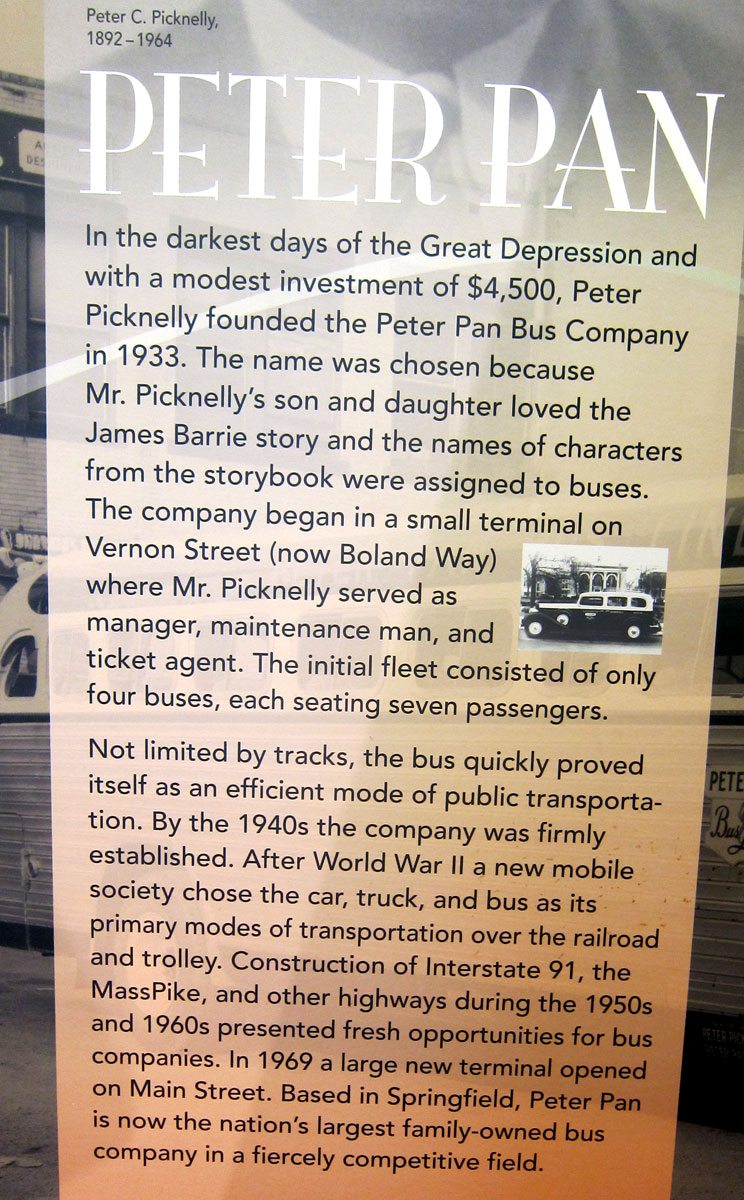 Peter C. Picknelly,
1892–1964
PETER PAN
In the darkest days of the Great Depression and
with a modest investment of $4,500, Peter
Picknelly founded the Peter Pan Bus Company
in 1933. The name was chosen because
Mr. Picknelly's son and daughter loved the
James Barrie story and the names of characters
from the storybook were assigned to buses.
The company began in a small terminal on
Vernon Street (now Boland Way)
where Mr. Picknelly served as
manager, maintenance man, and
ticket agent. The initial fleet consisted of only
four buses, each seating seven passengers.
Not limited by tracks, the bus quickly proved
itself as an efficient mode of public transporta-
tion. By the 1940s the company was firmly
established. After World War II a new mobile
society chose the car, truck, and bus as its
primary modes of transportation over the railroad
and trolley. Construction of Interstate 91, the
MassPike, and other highways during the 1950s
and 1960s presented fresh opportunities for bus
companies. In 1969 a large new terminal opened
on Main Street. Based in Springfield, Peter Pan
is now the nation's largest family-owned bus
company in a fiercely competitive field.
PETE
Bus